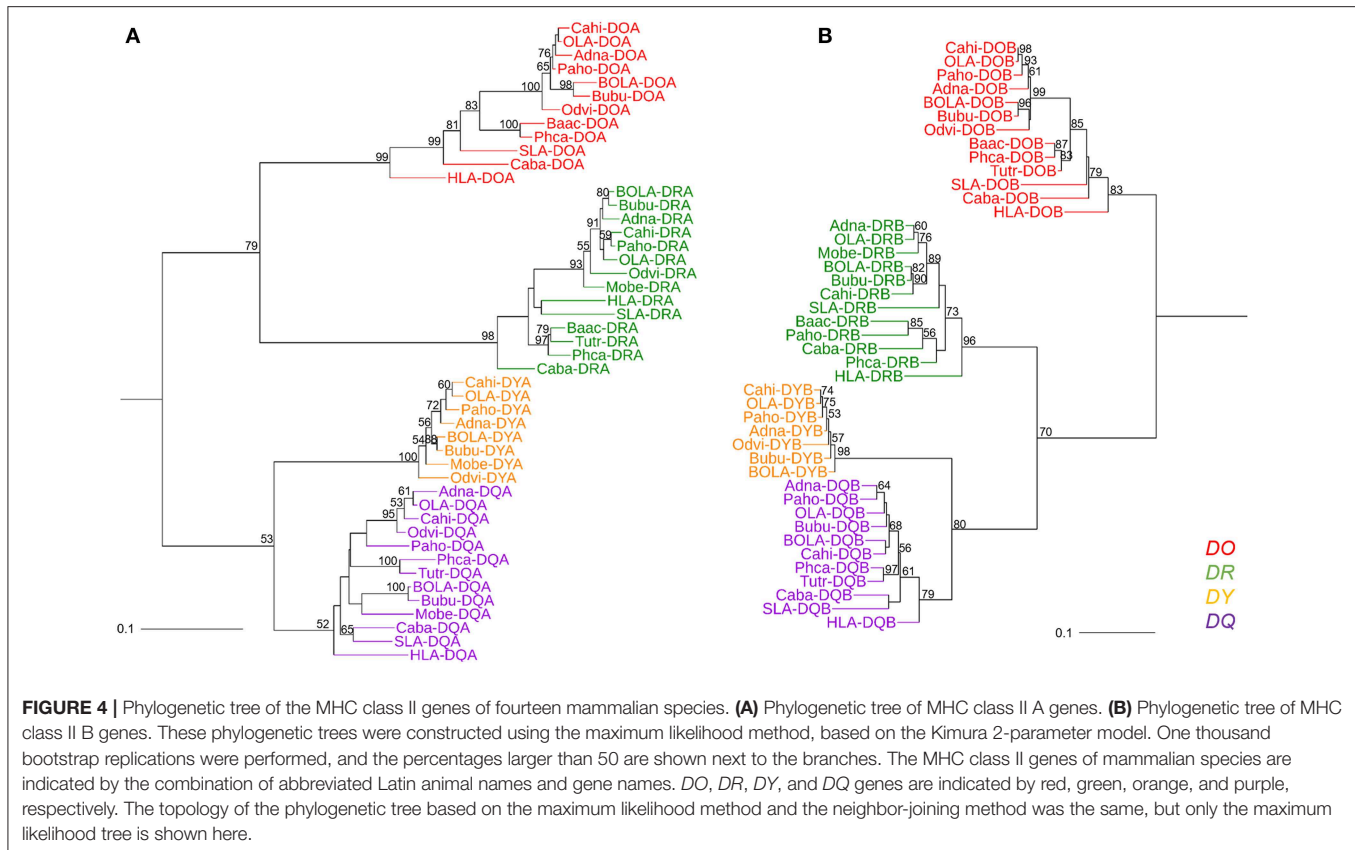 A
Cahi-DOA
OLA-DOA
76
Adna-DOA
65
Paho-DOA
BOLA-DOA
98
100
Bubu-DOA
83
Odvi-DOA
Baac-DOA
81
100
Phca-DOA
99
SLA-DOA
99
Caba-DOA
HLA-DOA
80
BOLA-DRA
Bubu-DRA
91
Adna-DRA
Cahi-DRA
59
Paho-DRA
55
OLA-DRA
79
93
Odvi-DRA
Mobe-DRA
HLA-DRA
SLA-DRA
79
Baac-DRA
98
97
Tutr-DRA
Phca-DRA
Caba-DRA
60
Cahi-DYA
OLA-DYA
72
Paho-DYA
56
Adna-DYA
54
88
BOLA-DYA
Bubu-DYA
100
Mobe-DYA
Odvi-DYA
61
Adna-DQA
53
OLA-DQA
95
Cahi-DQA
Odvi-DQA
53
Paho-DQA
100
Phca-DQA
Tutr-DQA
100
BOLA-DQA
Bubu-DQA
Mobe-DQA
52
Caba-DQA
65
SLA-DQA
HLA-DQA
0.1
B
Cahi-DOB
98
OLA-DOB
93
Paho-DOB
61
Adna-DOB
99
BOLA-DOB
96
Bubu-DOB
Odvi-DOB
85
Baac-DOB
87
Phca-DOB
83
Tutr-DOB
79
SLA-DOB
83
Caba-DOB
HLA-DOB
Adna-DRB
60
OLA-DRB
76
Mobe-DRB
89
BOLA-DRB
82
Bubu-DRB
90
Cahi-DRB
SLA-DRB
73
Baac-DRB
85
Paho-DRB
56
Caba-DRB
96
Phca-DRB
HLA-DRB
Cahi-DYB
74
OLA-DYB
75
Paho-DYB
53
Adna-DYB
57
Odvi-DYB
70
Bubu-DYB
98
BOLA-DYB
Adna-DQB
64
Paho-DQB
OLA-DQB
68
Bubu-DQB
80
BOLA-DQB
56
Cahi-DQB
Phca-DQB
97
61
Tutr-DQB
79
Caba-DQB
SLA-DQB
HLA-DQB
0.1
DO
DR
DY
DQ
FIGURE 4 | Phylogenetic tree of the MHC class II genes of fourteen mammalian species. (A) Phylogenetic tree of MHC class II A genes. (B) Phylogenetic tree of MHC
class II B genes. These phylogenetic trees were constructed using the maximum likelihood method, based on the Kimura 2-parameter model. One thousand
bootstrap replications were performed, and the percentages larger than 50 are shown next to the branches. The MHC class II genes of mammalian species are
indicated by the combination of abbreviated Latin animal names and gene names. DO, DR, DY, and DQ genes are indicated by red, green, orange, and purple,
respectively. The topology of the phylogenetic tree based on the maximum likelihood method and the neighbor-joining method was the same, but only the maximum
likelihood tree is shown here.